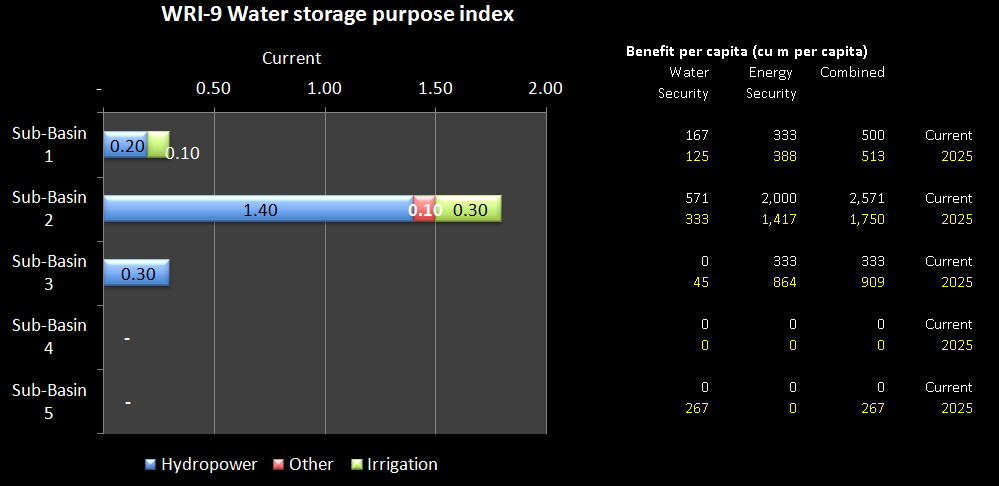 WRI-9 Water storage purpose index
Current
- 0.50 1.00 1.50 2.00
Sub-Basin
1
0.20
0.10
Sub-Basin
2
1.40 0.10 0.30
Sub-Basin
3
0.30
Sub-Basin
4
-
Sub-Basin
5
-
Hydropower Other Irrigation
Benefit per capita (cu m per capita)
Water Energy Combined
Security Security
167 333 500 Current
125 388 513 2025
571 2,000 2,571 Current
333 1,417 1,750 2025
0 333 333 Current
45 864 909 2025
0 0 0 Current
0 0 0 2025
0 0 0 Current
267 0 267 2025